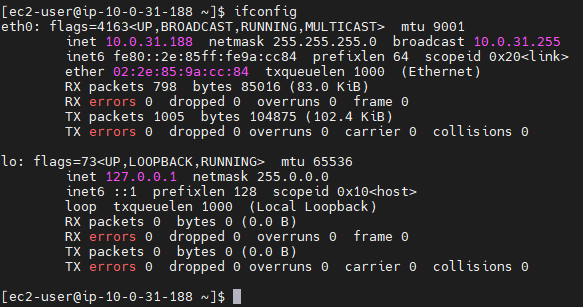 [ec2-user@ip-10-0-31-188 ~]$ ifconfig
eth0: flags=4163<UP,BROADCAST,RUNNING,MULTICAST>  mtu 9001
        inet 10.0.31.188  netmask 255.255.255.0  broadcast 10.0.31.255
        inet6 fe80::2e:85ff:fe9a:cc84  prefixlen 64  scopeid 0x20<link>
        ether 02:2e:85:9a:cc:84  txqueuelen 1000  (Ethernet)
        RX packets 798  bytes 85016 (83.0 KiB)
        RX errors 0  dropped 0  overruns 0  frame 0
        TX packets 1005  bytes 104875 (102.4 KiB)
        TX errors 0  dropped 0 overruns 0  carrier 0  collisions 0

lo: flags=73<UP,LOOPBACK,RUNNING>  mtu 65536
        inet 127.0.0.1  netmask 255.0.0.0
        inet6 ::1  prefixlen 128  scopeid 0x10<host>
        loop  txqueuelen 1000  (Local Loopback)
        RX packets 0  bytes 0 (0.0 B)
        RX errors 0  dropped 0  overruns 0  frame 0
        TX packets 0  bytes 0 (0.0 B)
        TX errors 0  dropped 0 overruns 0  carrier 0  collisions 0

[ec2-user@ip-10-0-31-188 ~]$